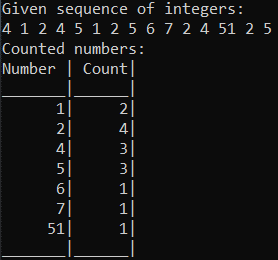 Given sequence of integers:
4 1 2 4 5 1 2 5 6 7 2 4 51 2 5
Counted numbers:
Number | Count|
_______|______|
1| 2|
2| 4|
4| 3|
5| 3|
6| 1|
7| 1|
51| 1|
_______|______|